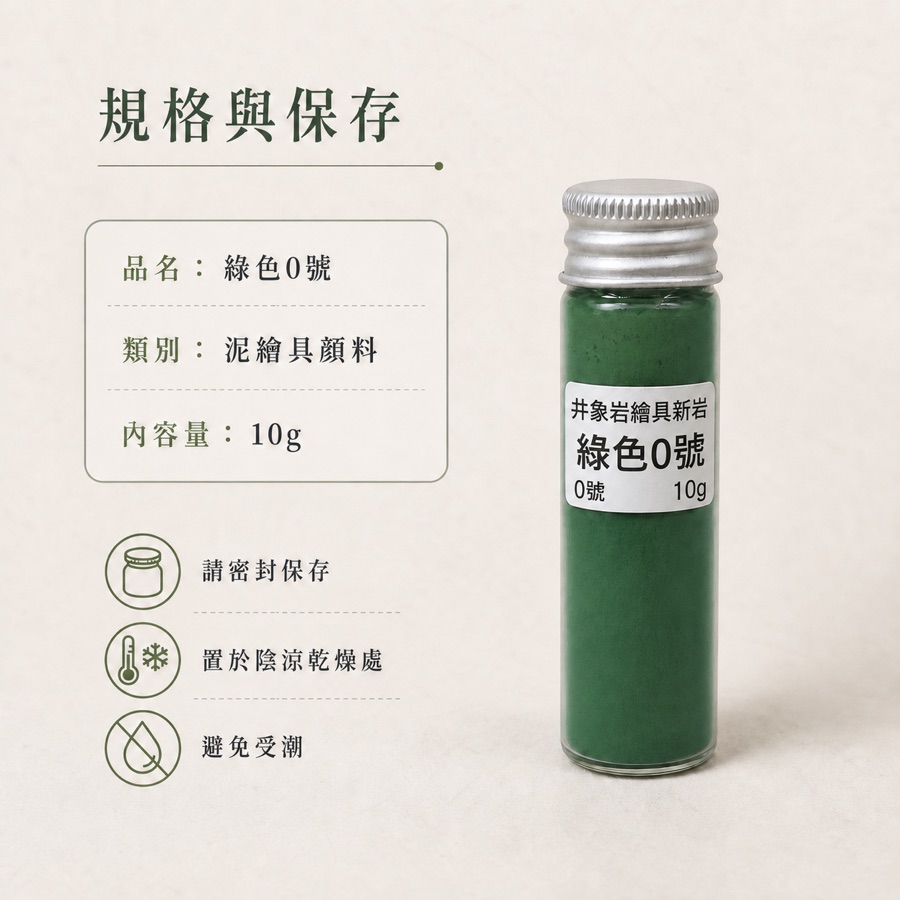 規格與保存
品名：綠色0號
類別：泥繪具顏料
內容量：10g
請密封保存
置於陰涼乾燥處
避免受潮
井象岩繪具新岩
綠色0號
0號 10g